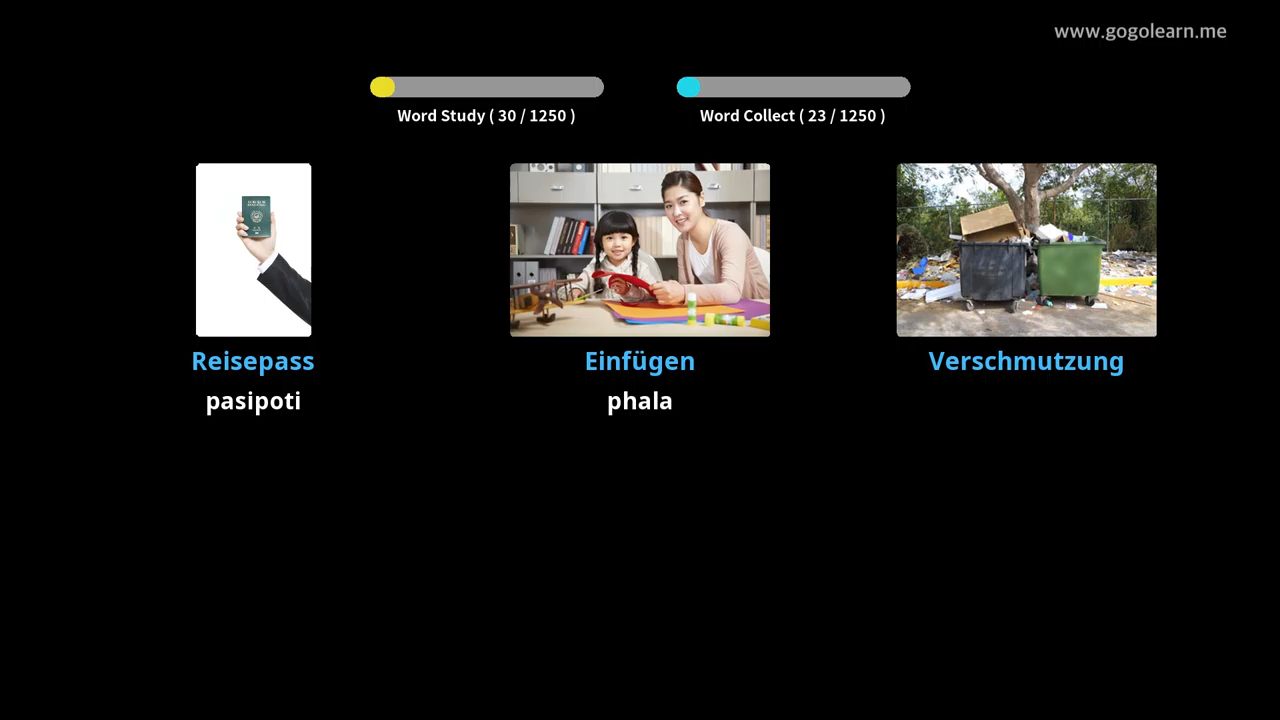 www.gogolearn.me
Word Study ( 30 / 1250 )
Word Collect ( 23 / 1250 )
Reisepass
Einfügen
Verschmutzung
pasipoti
phala